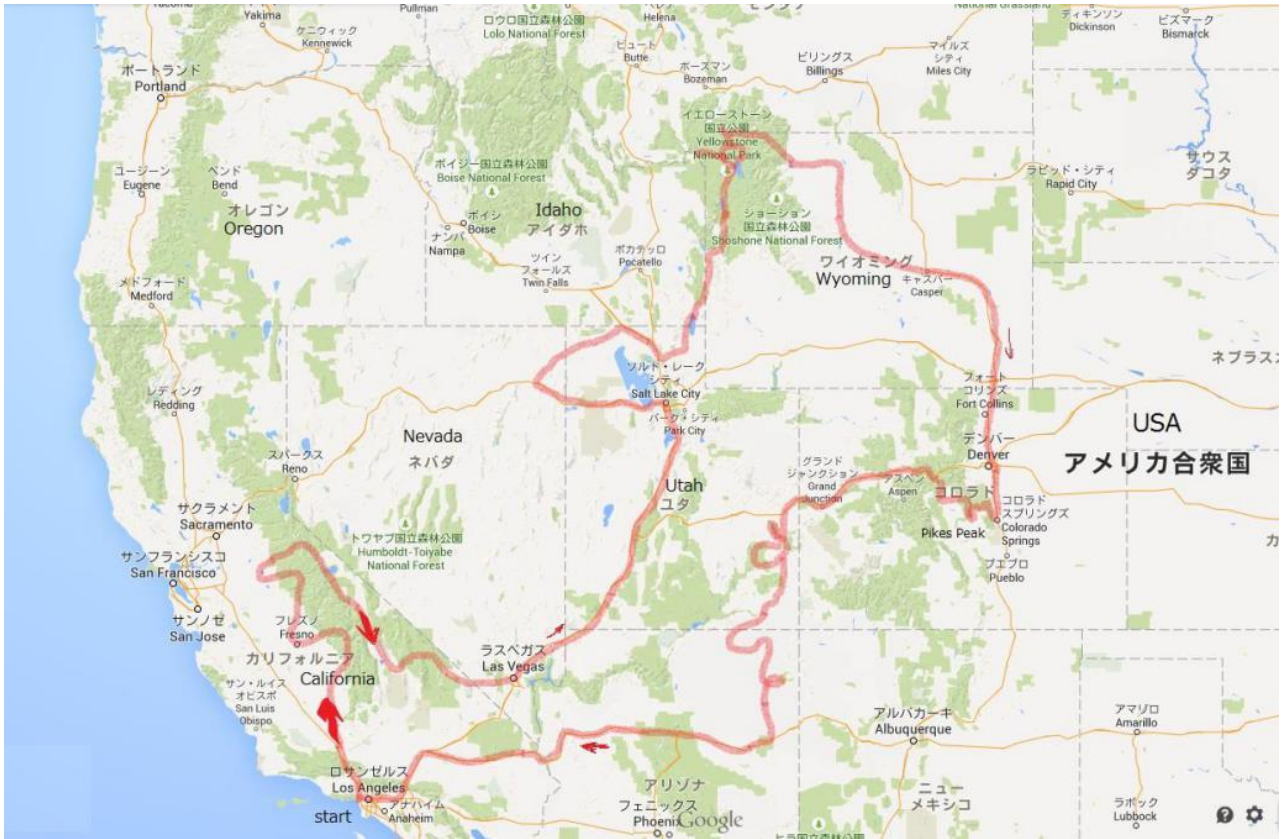 Yakima
Pullman
ケニウィック
Kennewick
ロウロ国立森林公園
Lolo National Forest
Helena
ビュート
Butte
ボーズマン
Bozeman
ビリングス
Billings
マイルズ
シティ
Miles City
ディキンソン
Dickinson
ビズマーク
Bismarck
ポートランド
Portland
イエローストーン
国立公園
Yellowstone
National Park
ボイジー国立森林公園
Boise National Forest
ユージーン
Eugene
ベンド
Bend
オレゴン
Oregon
ボイシ
Boise
ナンパ
Nampa
Idaho
アイダホ
ショーション
国立森林公園
Shoshone National Forest
ラピッド・シティ
Rapid City
サウス
ダコタ
ポカテッロ
Pocatello
ツイン
フォールズ
Twin Falls
ワイオミング
Wyoming
キャスパー
Casper
メドフォード
Medford
ソルト・レーク
シティ
Salt Lake City
パーク・シティ
Park City
フォート
コリンズ
Fort Collins
ネブラスカ
レディング
Redding
Nevada
ネバダ
スパークス
Reno
Utah
ユタ
グランド
ジャンクション
Grand
Junction
アスペン
Aspen
デンバー
Denver
コロラド
USA
アメリカ合衆国
サクラメント
Sacramento
トワヤブ国立森林公園
Humboldt-Toiyabe
National Forest
Pikes Peak
コロラド
スプリングズ
Colorado
Springs
プエブロ
Pueblo
カ
サンフランシスコ
San Francisco
サンノゼ
San Jose
フレズノ
Fresno
カリフォルニア
California
ラスベガス
Las Vegas
サン・ルイス
オビスポ
San Luis
Obispo
アルバカーキ
Albuquerque
アマリロ
Amarillo
ロサンゼルス
Los Angeles
アナハイム
Anaheim
start
アリゾナ
フェニックス
Phoenix
Google
ニュー
メキシコ
ラボック
Lubbock